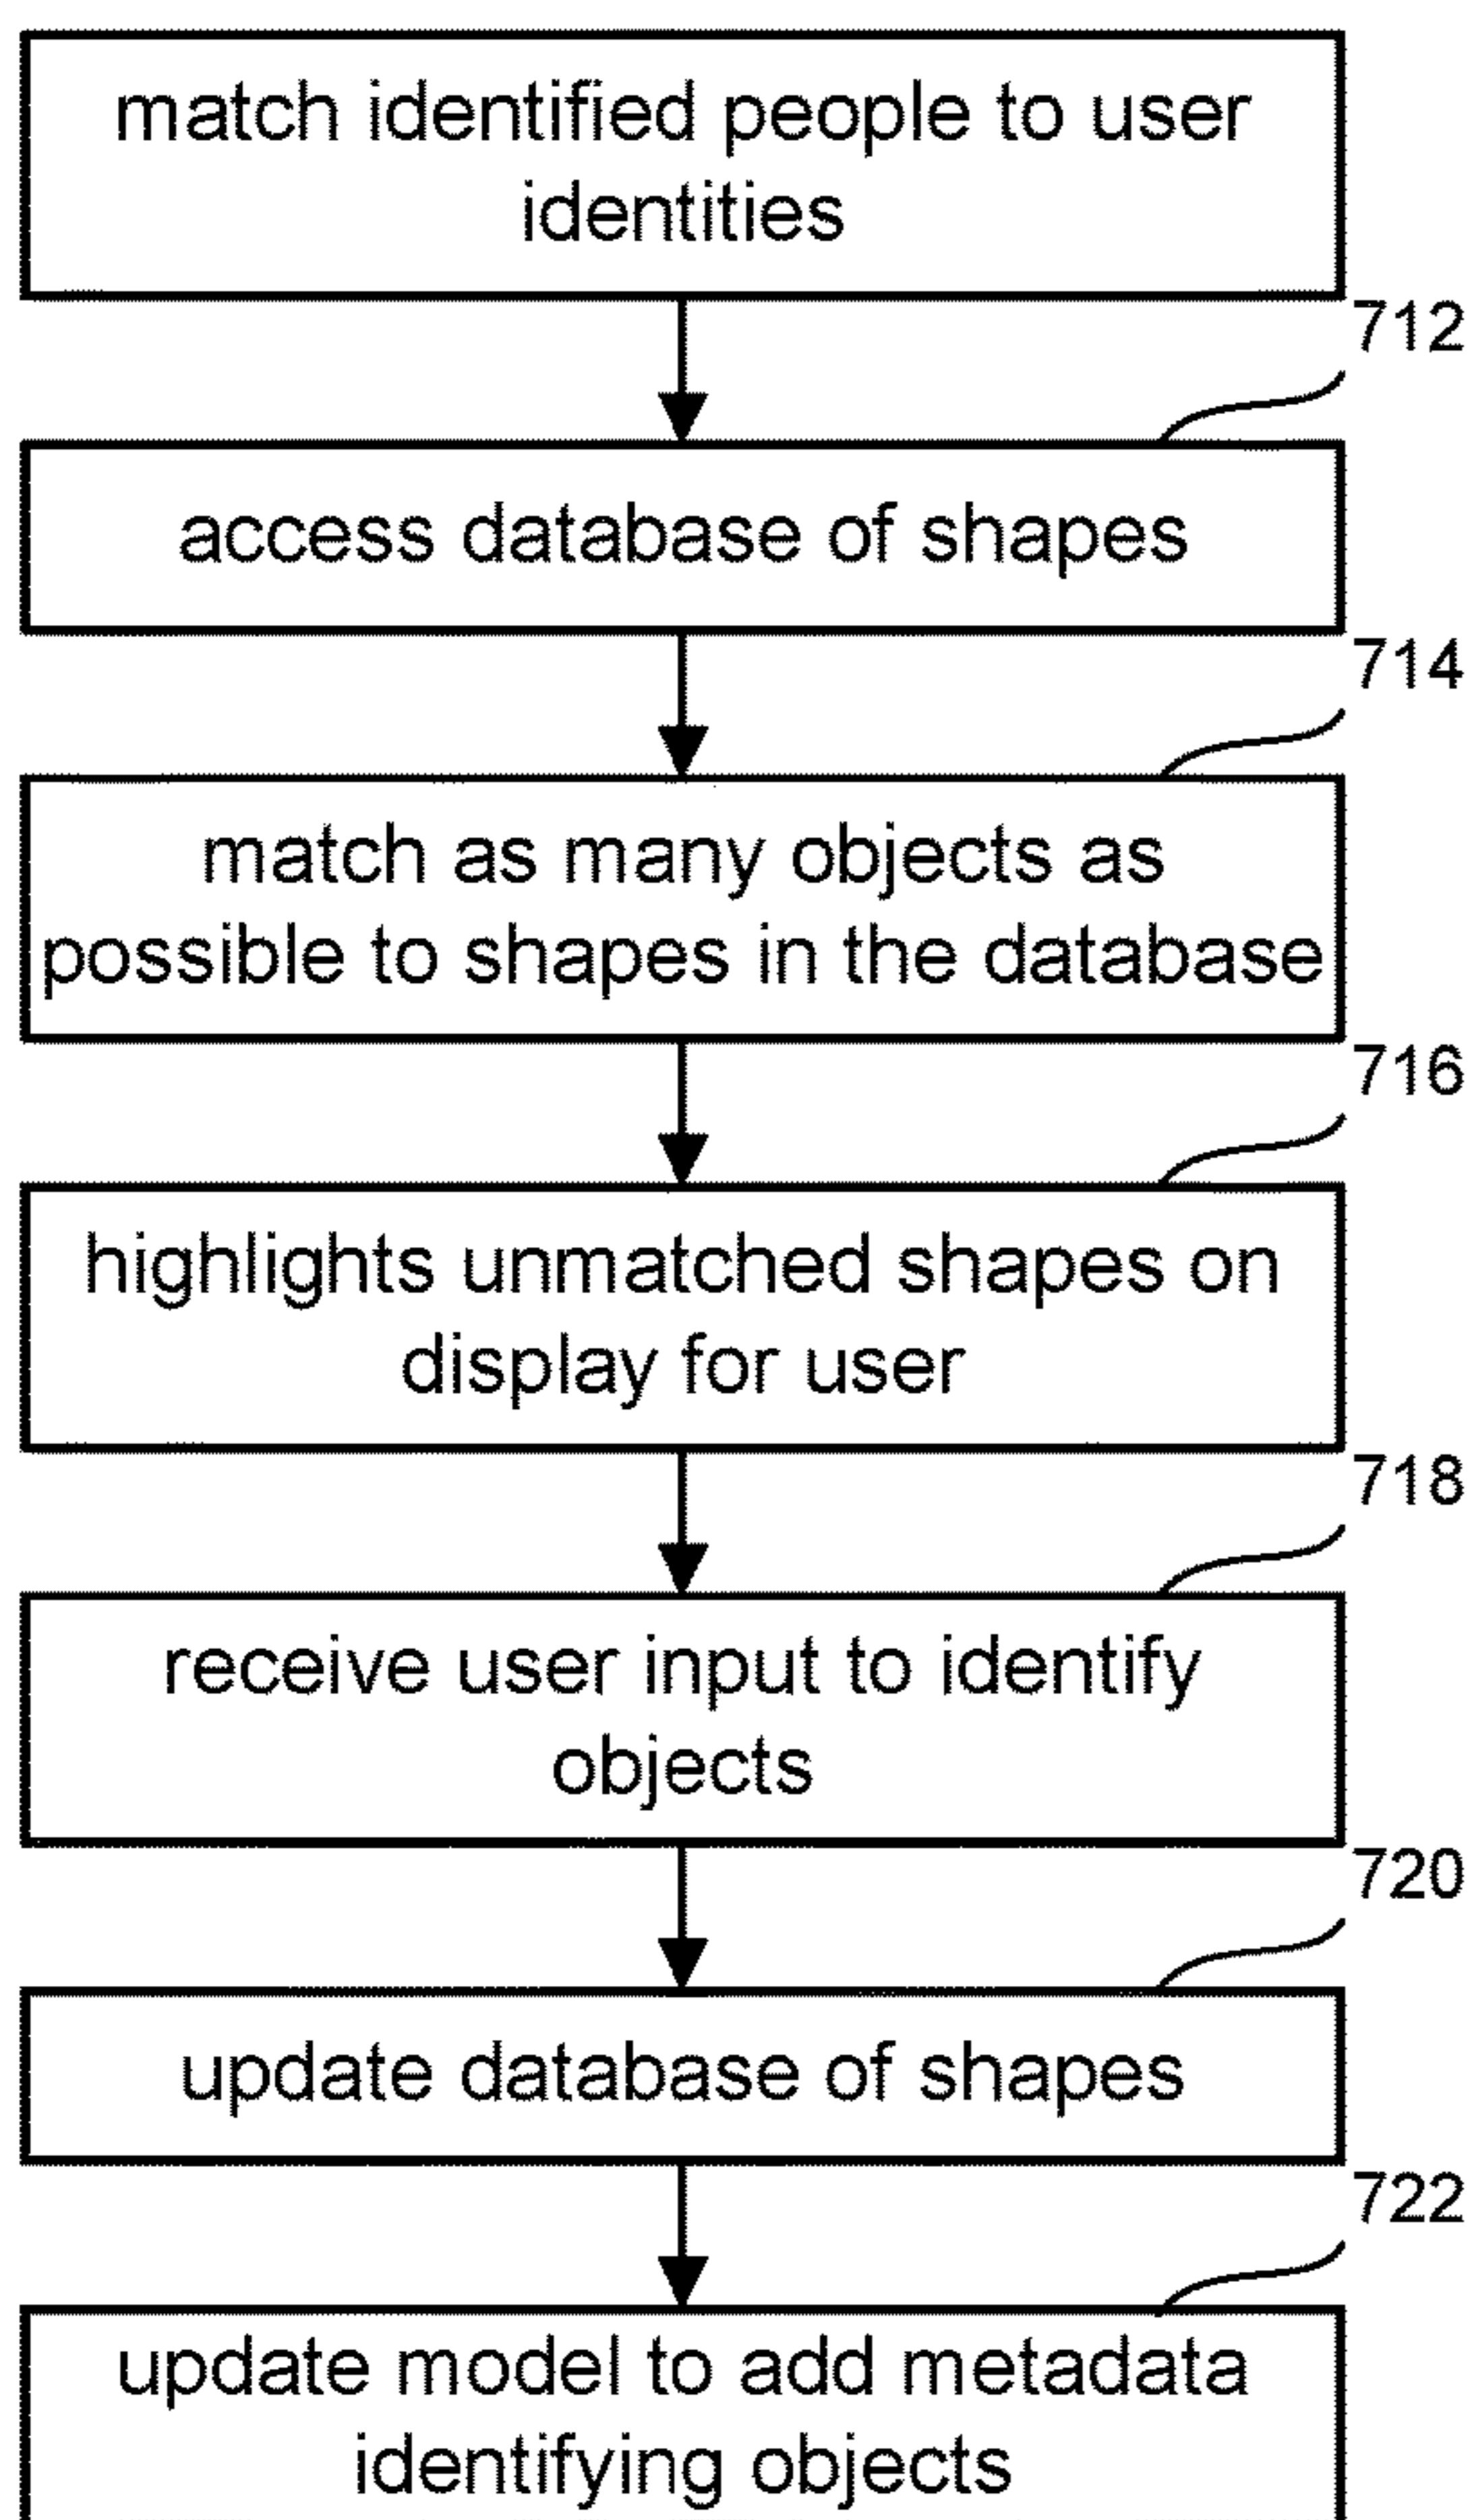 match identified people to user
identities
712
access database of shapes
714
match as many objects as
possible to shapes in the database
716
highlights unmatched shapes on
display for user
718
receive user input to identify
objects
720
update database of shapes
722
update model to add metadata
identifying objects